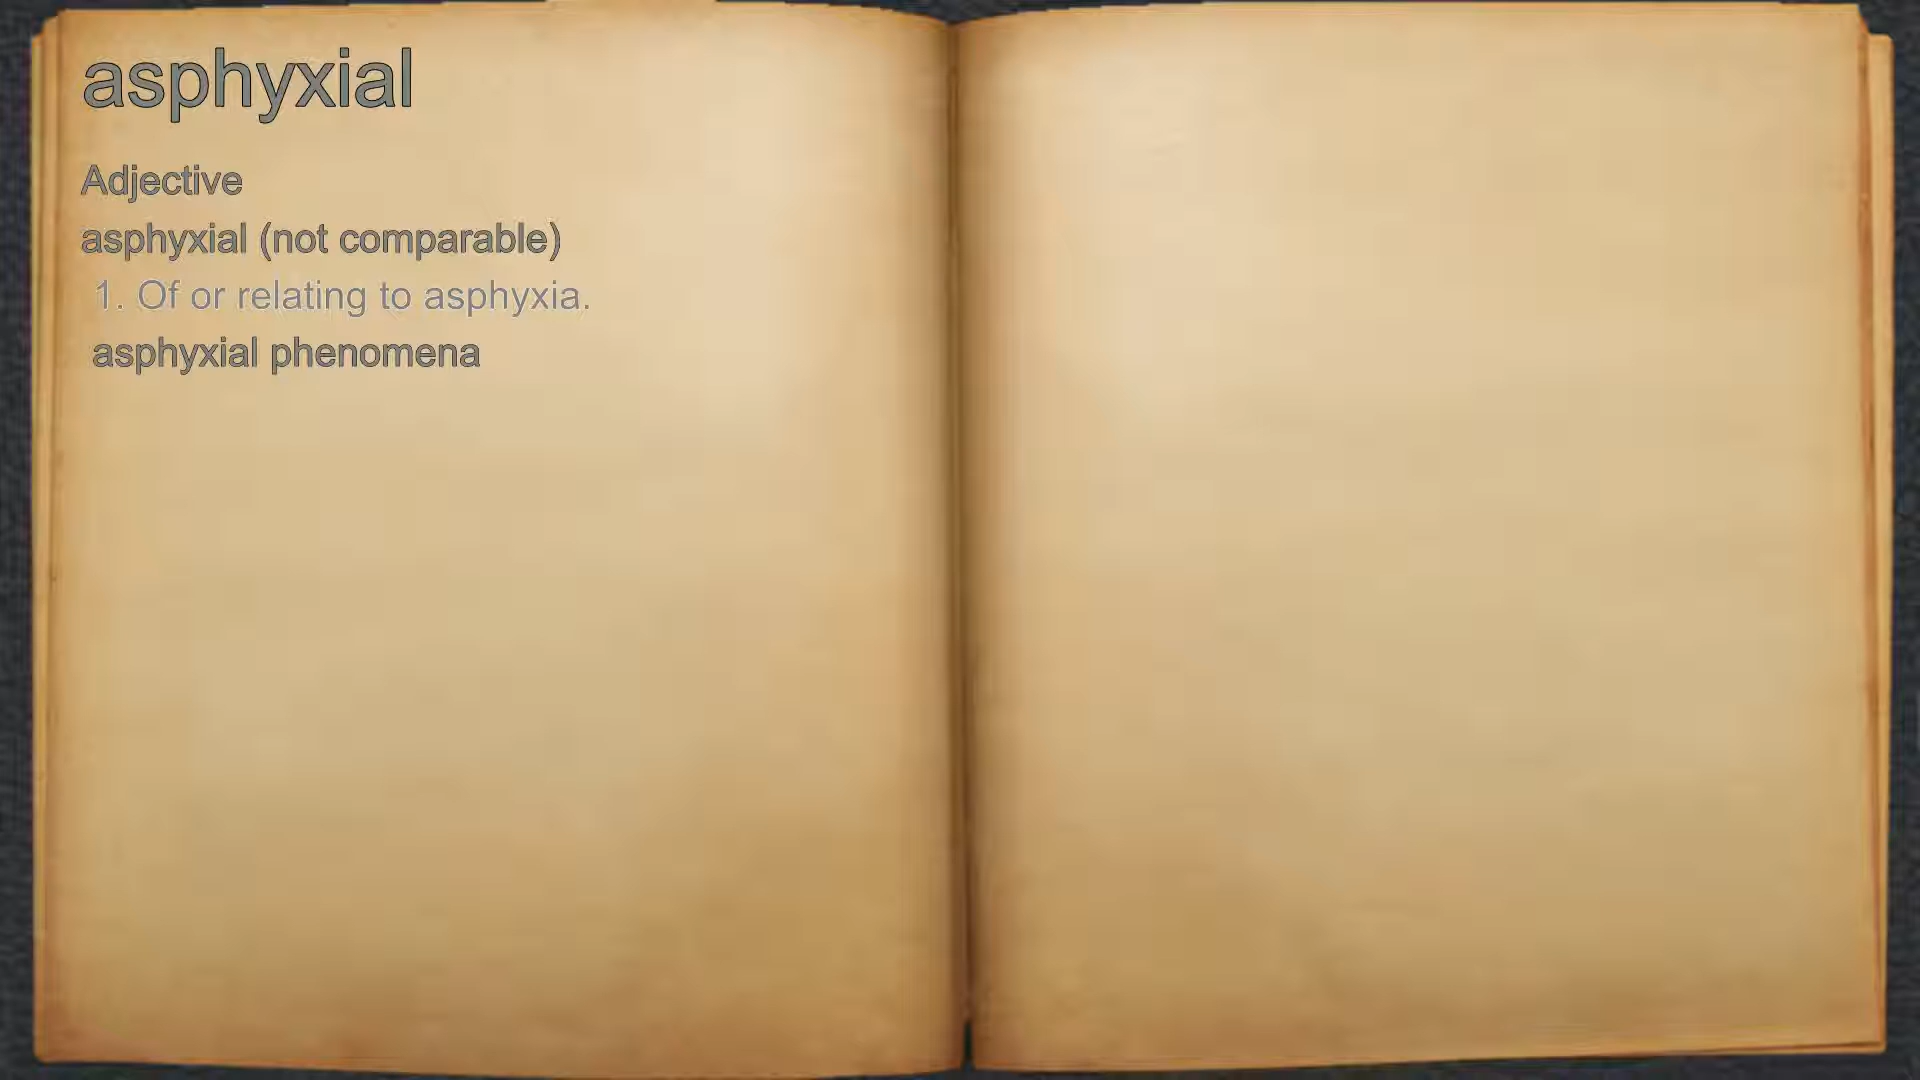 asphyxial
Adjective
asphyxial (not comparable)
1. Of or relating to asphyxia.
asphyxial phenomena